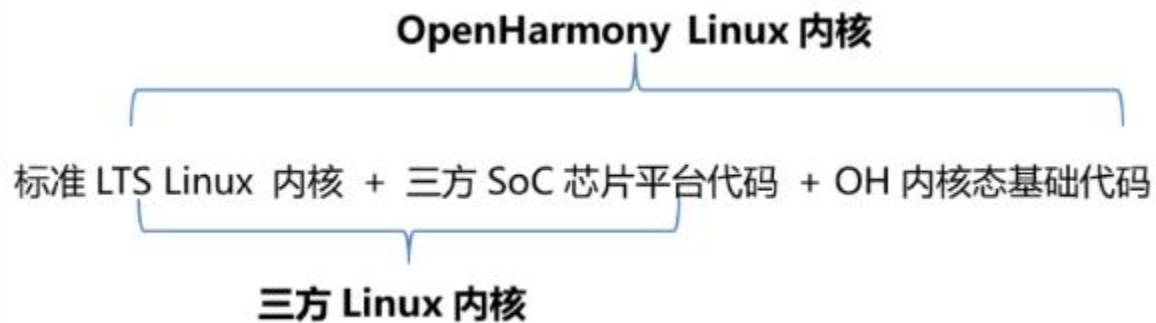 OpenHarmony Linux 内核
标准 LTS Linux 内核 + 三方 SoC 芯片平台代码 + OH 内核态基础代码
三方 Linux 内核